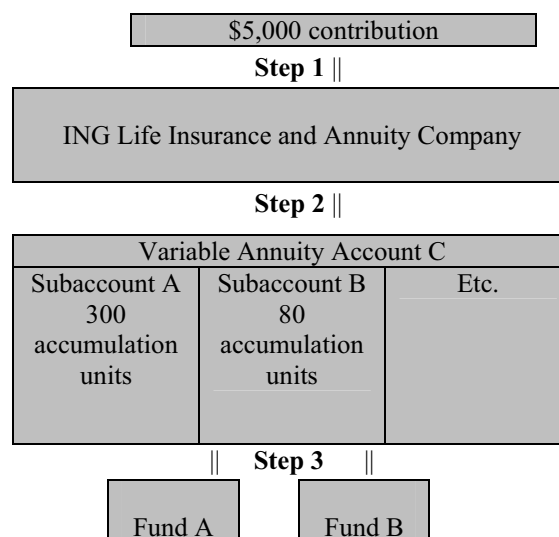 $5,000 contribution
Step 1 ||
ING Life Insurance and Annuity Company
Step 2 ||
Variable Annuity Account C
Subaccount A Subaccount B Etc.
300 80
accumulation accumulation
units units
|| Step 3 ||
Fund A Fund B